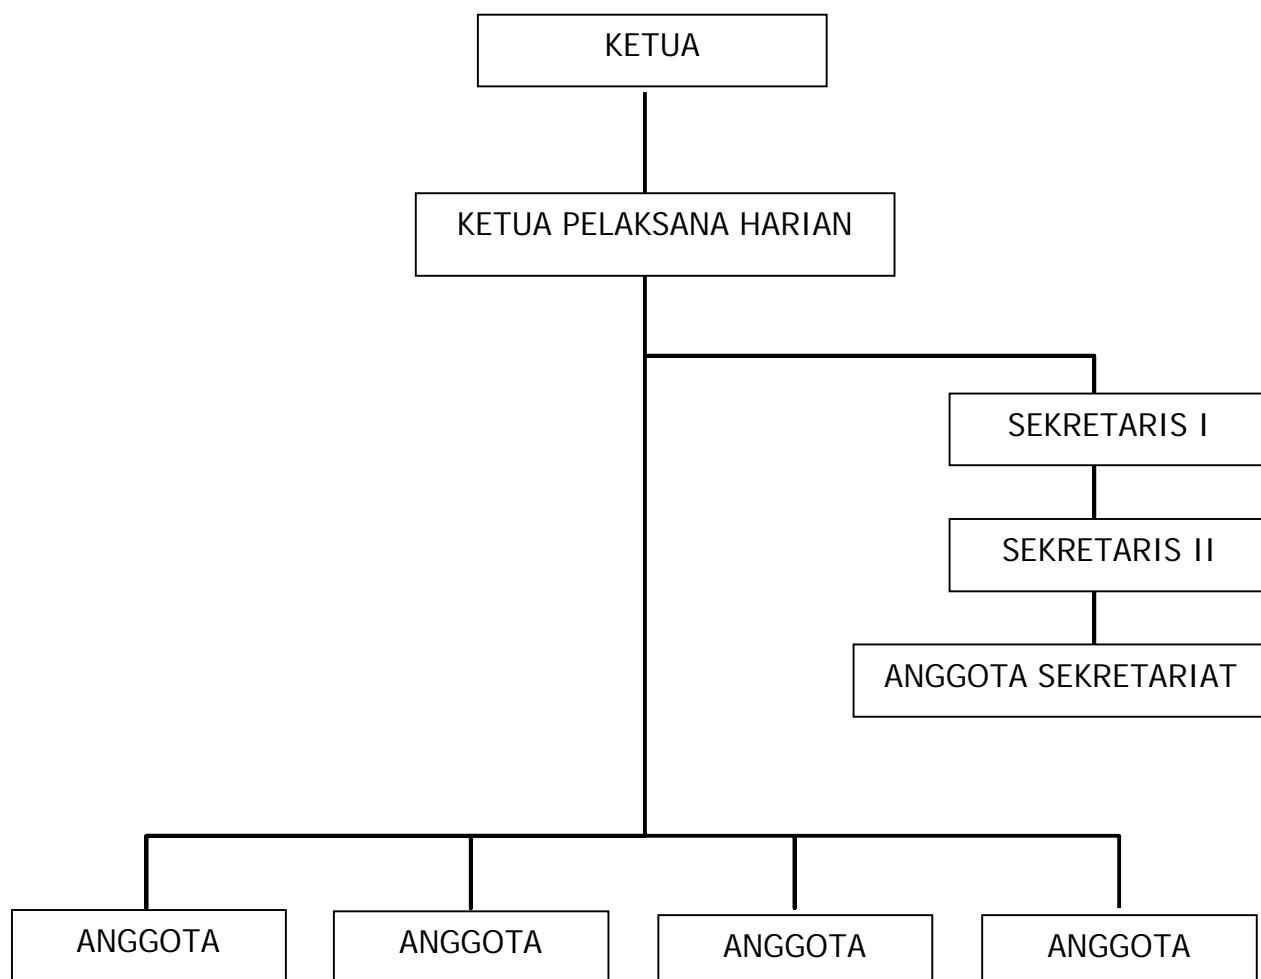 KETUA
KETUA PELAKSANA HARIAN
SEKRETARIS I
SEKRETARIS II
ANGGOTA SEKRETARIAT
ANGGOTA
ANGGOTA
ANGGOTA
ANGGOTA